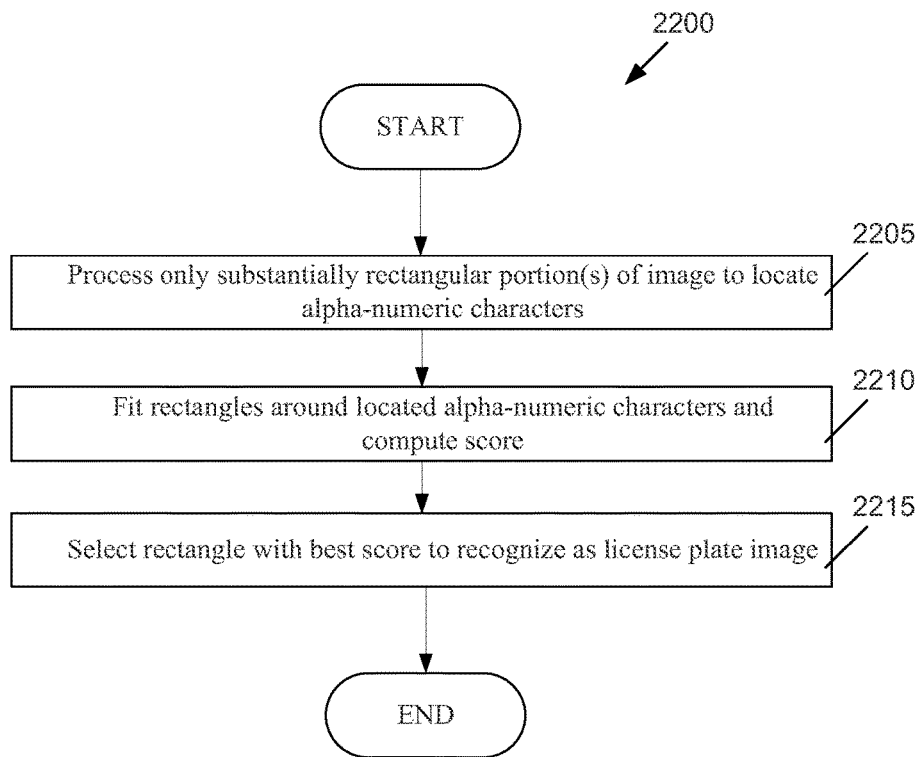 2200
START
2205
Process only substantially rectangular portion(s) of image to locate
alpha-numeric characters
2210
Fit rectangles around located alpha-numeric characters and
compute score
2215
Select rectangle with best score to recognize as license plate image
END